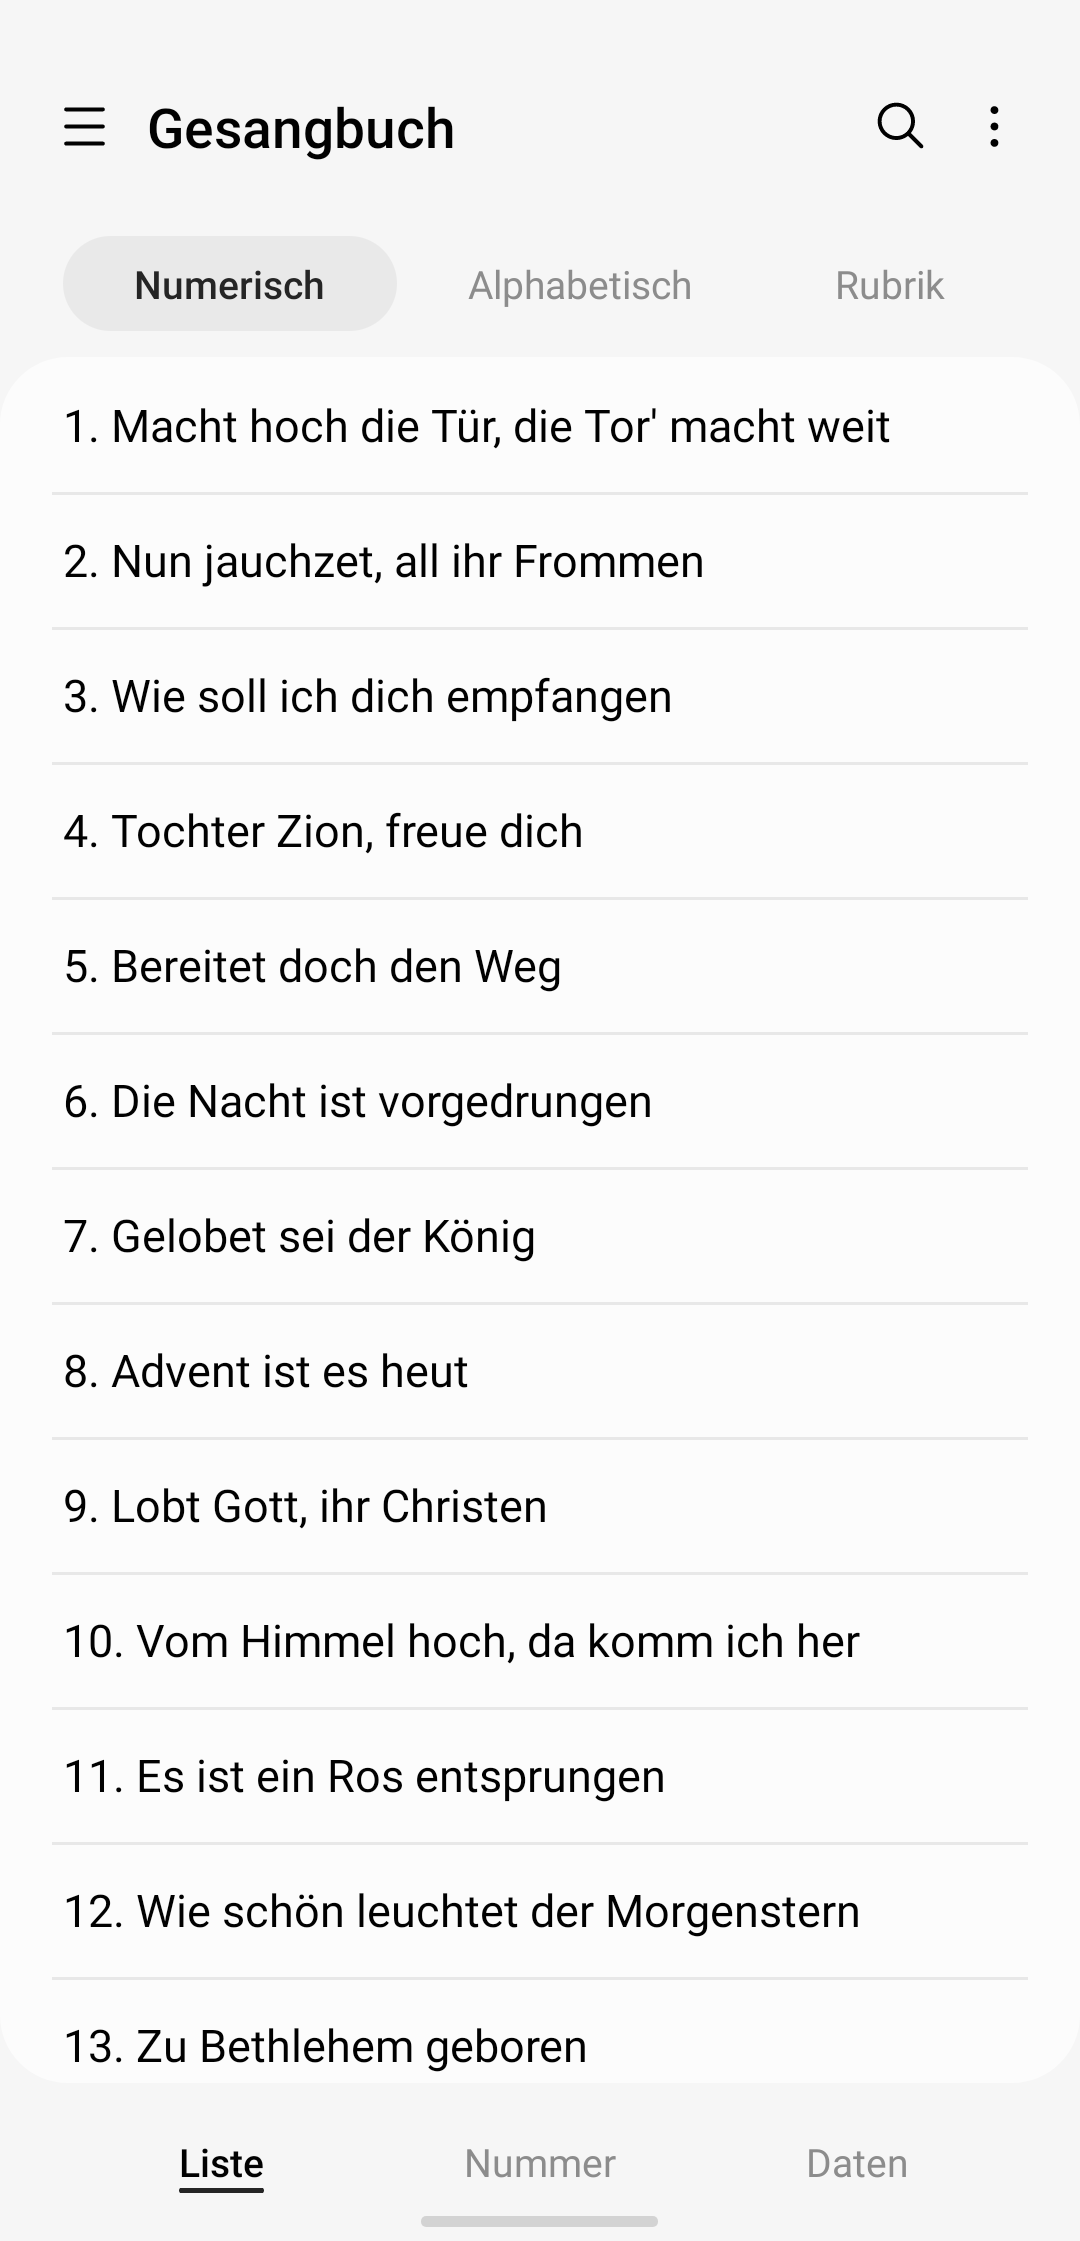 Gesangbuch
Numerisch Alphabetisch Rubrik
1. Macht hoch die Tür, die Tor' macht weit
2. Nun jauchzet, all ihr Frommen
3. Wie soll ich dich empfangen
4. Tochter Zion, freue dich
5. Bereitet doch den Weg
6. Die Nacht ist vorgedrungen
7. Gelobet sei der König
8. Advent ist es heut
9. Lobt Gott, ihr Christen
10. Vom Himmel hoch, da komm ich her
11. Es ist ein Ros entsprungen
12. Wie schön leuchtet der Morgenstern
13. Zu Bethlehem geboren
Liste Nummer Daten